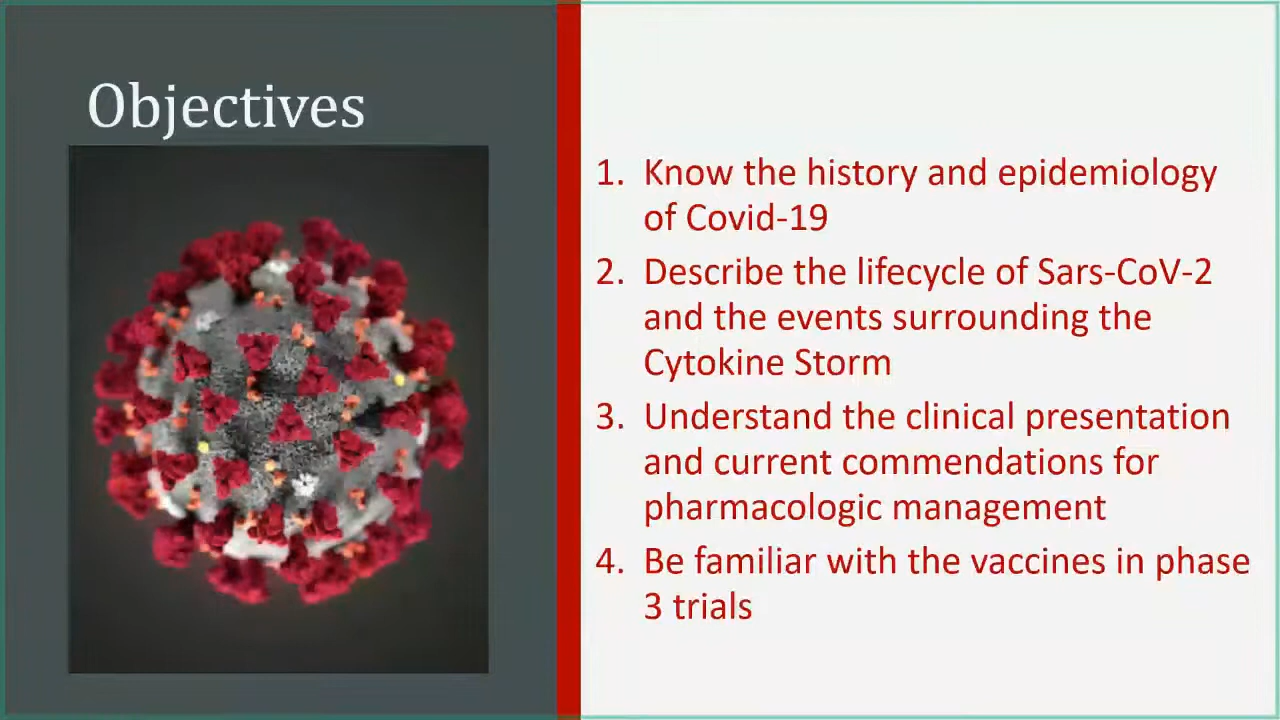 Objectives
1. Know the history and epidemiology
of Covid-19
2. Describe the lifecycle of Sars-CoV-2
and the events surrounding the
Cytokine Storm
3. Understand the clinical presentation
and current commendations for
pharmacologic management
4. Be familiar with the vaccines in phase
3 trials